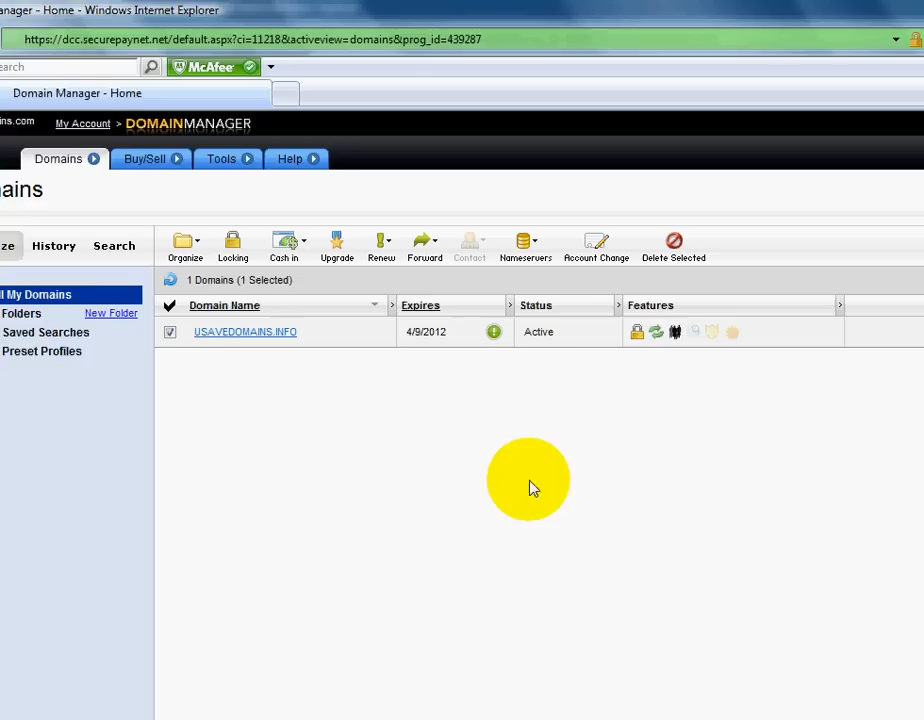 anager - Home - Windows Internet Explorer
https://dcc.securepaynet.net/default.aspx?ci=11218&activeview=domains&prog_id=439287
earch McAfee
Domain Manager - Home
ins.com My Account > DOMAINMANAGER
Domains Buy/Sell Tools Help
ains
ze History Search
Organize Locking Cash in Upgrade Renew Forward Contact Nameservers Account Change Delete Selected
1 Domains (1 Selected)
ll My Domains
Domain Name Expires Status Features
Folders New Folder
USAVEDOMAINS.INFO 4/9/2012 Active
Saved Searches
Preset Profiles